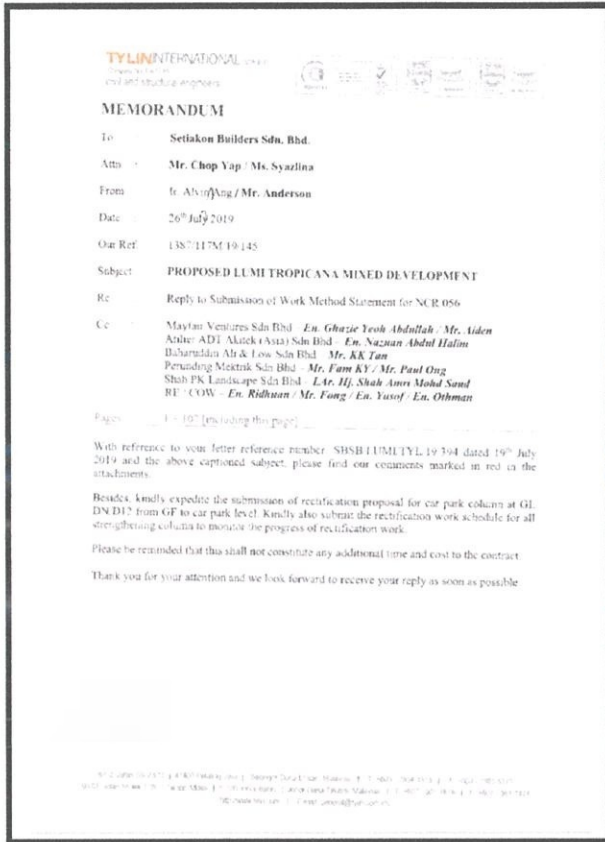 TYLININTERNATIONAL
civil and structural engineers
MEMORANDUM
To : Setiakon Builders Sdn. Bhd.
Attn : Mr. Chop Yap / Ms. Syazlina
From Ir. Alvin Ang / Mr. Anderson
Date : 26th July 2019
Our Ref 1387/117M/19/145
Subject PROPOSED LUMI TROPICANA MIXED DEVELOPMENT
Re Reply to Submission of Work Method Statement for NCR 056
Cc : Mayfair Ventures Sdn Bhd - En. Ghazie Yeoh Abdullah / Mr. Aiden
Atelier ADT Akitek (Asia) Sdn Bhd - En. Naznan Abdul Halim
Baharuddin Ali & Low Sdn Bhd - Mr. KK Tan
Perunding Mektrik Sdn Bhd - Mr. Fam KY / Mr. Paul Ong
Shah PK Landscape Sdn Bhd - LAr. Hj. Shah Amri Mohd Saud
RE / COW - En. Ridhuan / Mr. Fong / En. Yusof / En. Othman
Pages 1 - 107 [including this page]
With reference to your letter reference number SBSB/LUMI/TYL/19/394 dated 19th July
2019 and the above captioned subject, please find our comments marked in red in the
attachments.
Besides, kindly expedite the submission of rectification proposal for car park column at GL
DN/D12 from GF to car park level. Kindly also submit the rectification work schedule for all
strengthening column to monitor the progress of rectification work.
Please be reminded that this shall not constitute any additional time and cost to the contract.
Thank you for your attention and we look forward to receive your reply as soon as possible